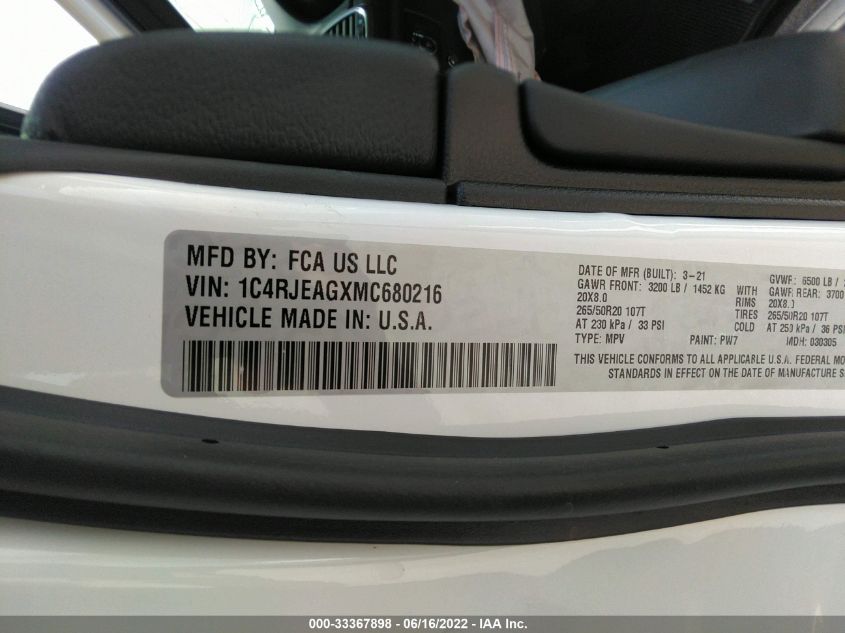 MFD BY: FCA US LLC
VIN: 1C4RJEAGXMC680216
VEHICLE MADE IN: U.S.A.
DATE OF MFR (BUILT): 3-21
GVWR: 6500 LB /
GAWR FRONT: 3200 LB / 1452 KG WITH GAWR REAR: 3700
20X8.0 RIMS 20X8.0
265/50R20 107T TIRES 265/50R20 107T
AT 230 kPa / 33 PSI COLD AT 250 kPa / 36 PSI
TYPE: MPV PAINT: PW7 MDH: 030305
THIS VEHICLE CONFORMS TO ALL APPLICABLE U.S.A. FEDERAL
STANDARDS IN EFFECT ON THE DATE OF MANUFACTURE
000-33367898 - 06/16/2022 - IAA Inc.